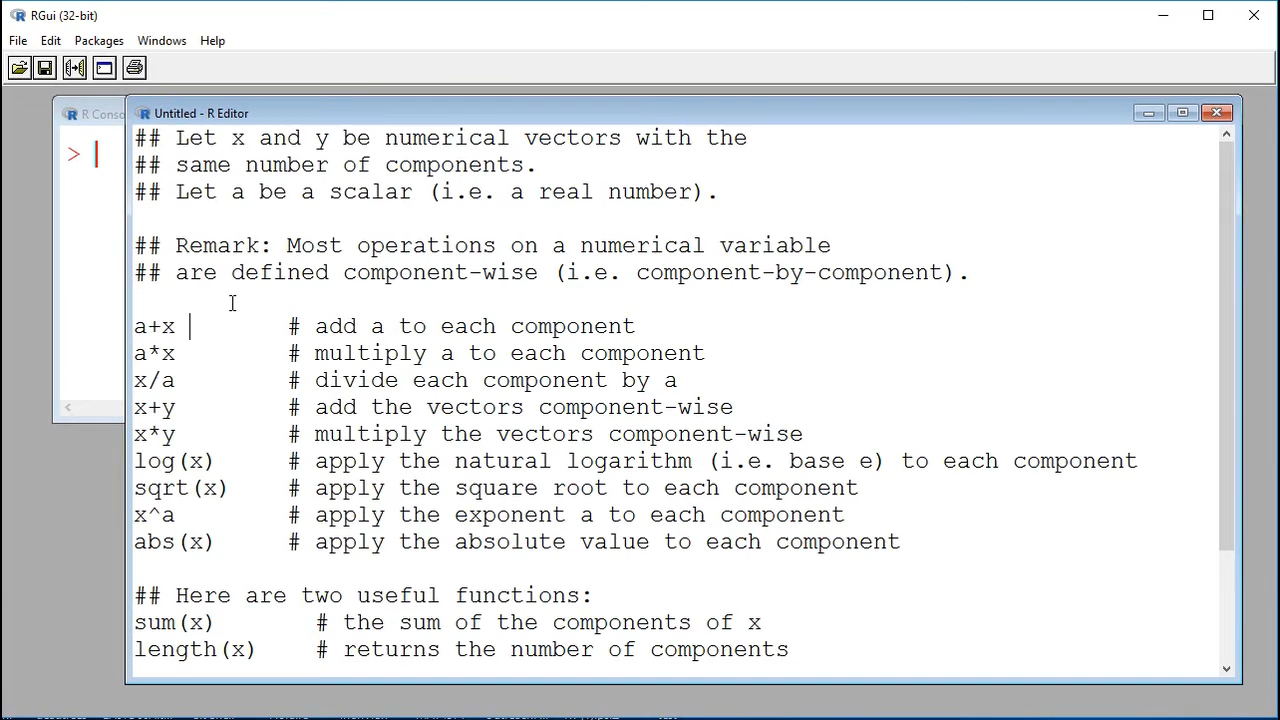 RGui (32-bit)
File Edit Packages Windows Help
R Conso
Untitled - R Editor
>
## Let x and y be numerical vectors with the
## same number of components.
## Let a be a scalar (i.e. a real number).
## Remark: Most operations on a numerical variable
## are defined component-wise (i.e. component-by-component).
a+x # add a to each component
a*x # multiply a to each component
x/a # divide each component by a
x+y # add the vectors component-wise
x*y # multiply the vectors component-wise
log(x) # apply the natural logarithm (i.e. base e) to each component
sqrt(x) # apply the square root to each component
x^a # apply the exponent a to each component
abs(x) # apply the absolute value to each component
## Here are two useful functions:
sum(x) # the sum of the components of x
length(x) # returns the number of components